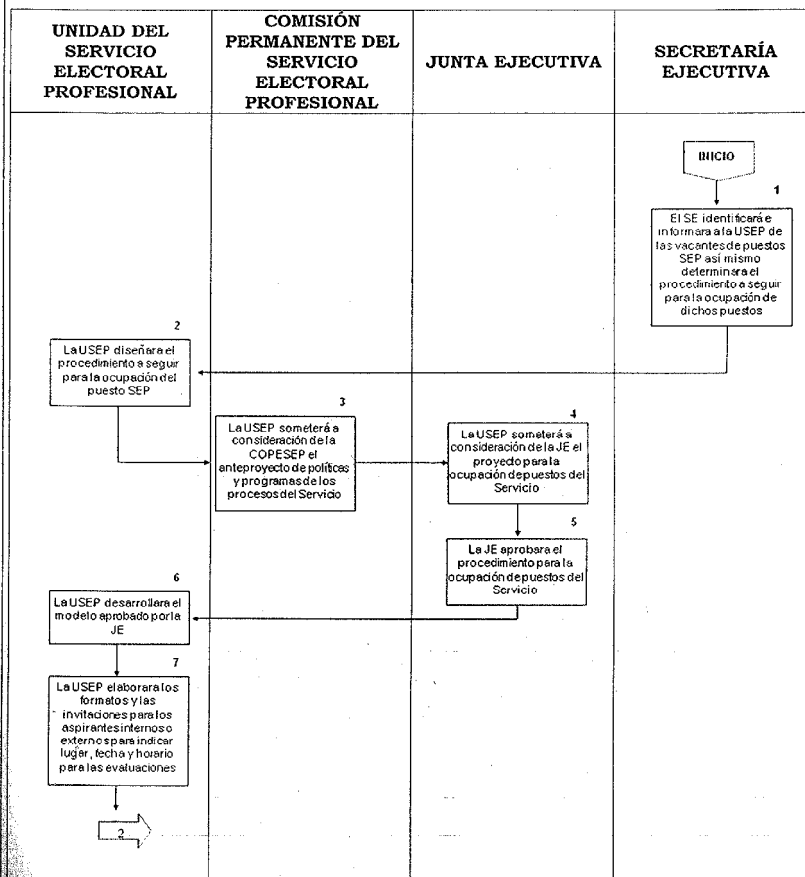 UNIDAD DEL
SERVICIO
ELECTORAL
PROFESIONAL
COMISIÓN
PERMANENTE DEL
SERVICIO
ELECTORAL
PROFESIONAL
JUNTA EJECUTIVA
SECRETARÍA
EJECUTIVA
INICIO
1
El SE identificará e
informara a la USEP de
las vacantes de puestos
SEP así mismo
determinara el
procedimiento a seguir
para la ocupación de
dichos puestos
2
La USEP diseñara el
procedimiento a seguir
para la ocupación del
puesto SEP
3
La USEP someterá a
consideración de la
COPESEP el
anteproyecto de políticas
y programas de los
procesos del Servicio
4
La USEP someterá a
consideración de la JE el
proyecto para la
ocupación de puestos del
Servicio
5
La JE aprobara el
procedimiento para la
ocupación de puestos del
Servicio
6
La USEP desarrollara el
modelo aprobado por la
JE
7
La USEP elaborara los
formatos y las
invitaciones para los
aspirantes internos o
externos para indicar
lugar, fecha y horario
para las evaluaciones
2